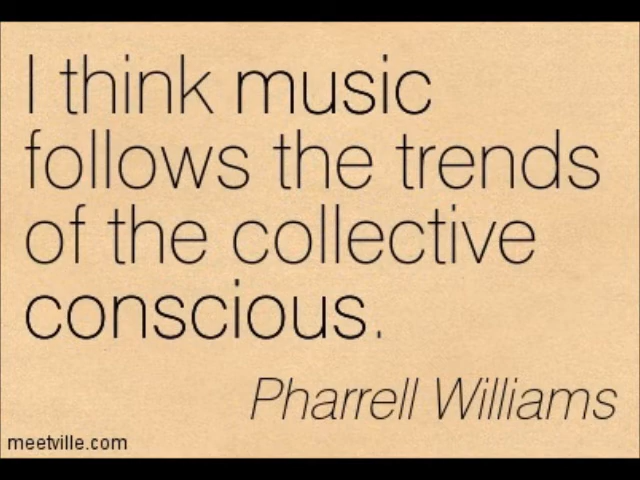 I think music
follows the trends
of the collective
conscious.
Pharrell Williams
meetville.com